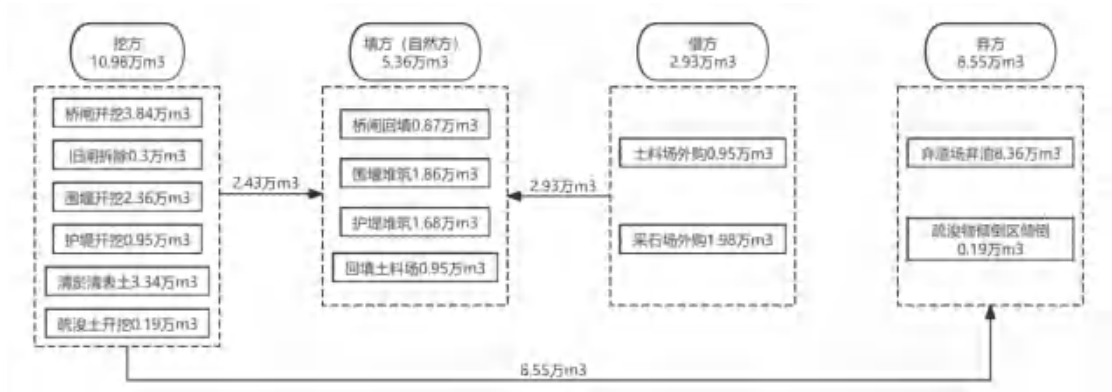 挖方
10.98万m3
桥闸开挖3.84万m3
旧闸拆除0.3万m3
围堰开挖2.36万m3
护堤开挖0.95万m3
清淤清表土3.34万m3
疏浚土开挖0.19万m3
2.43万m3
填方（自然方）
5.36万m3
桥闸回填0.87万m3
围堰堆筑1.86万m3
护堤堆筑1.68万m3
回填土料场0.95万m3
2.93万m3
借方
2.93万m3
土料场外购0.95万m3
采石场外购1.98万m3
弃方
8.55万m3
弃渣场弃渣8.36万m3
疏浚物倾倒区倾倒
0.19万m3
8.55万m3